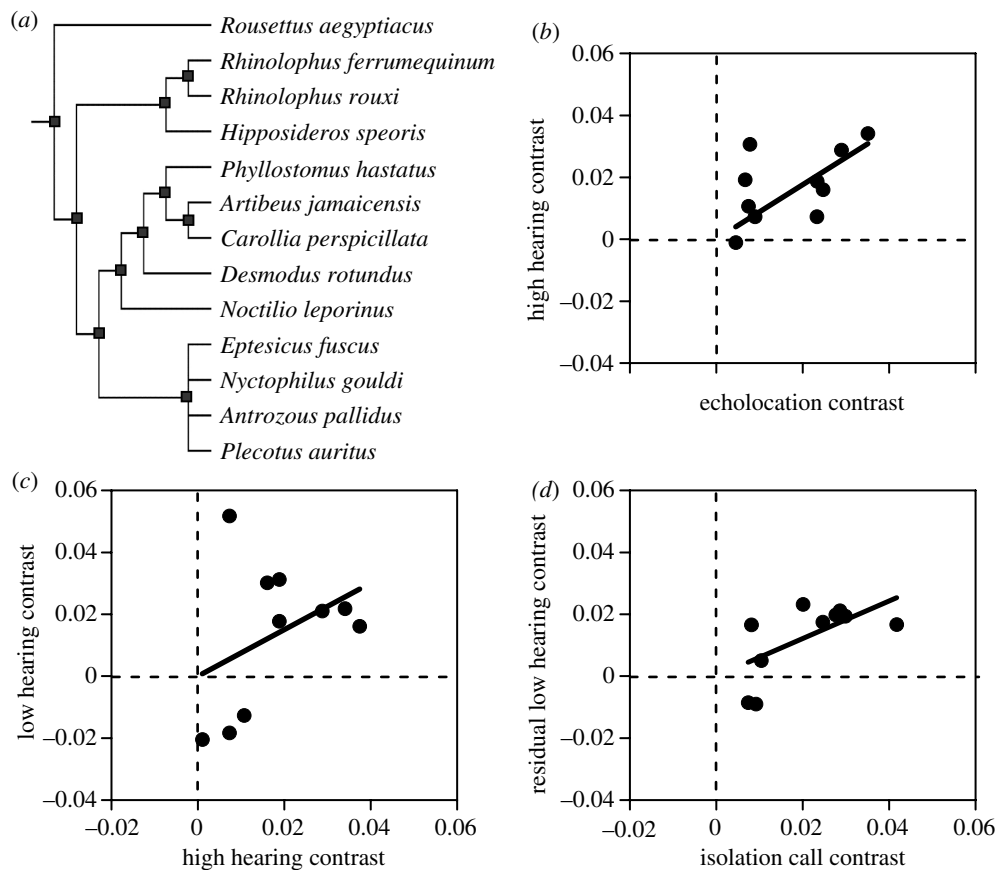 (a)
Rousettus aegyptiacus
Rhinolophus ferrumequinum
Rhinolophus rouxi
Hipposideros speoris
Phyllostomus hastatus
Artibeus jamaicensis
Carollia perspicillata
Desmodus rotundus
Noctilio leporinus
Eptesicus fuscus
Nyctophilus gouldi
Antrozous pallidus
Plecotus auritus
(b)
high hearing contrast
0.06
0.04
0.02
0
−0.02
−0.04
echolocation contrast
(c)
low hearing contrast
0.06
0.04
0.02
0
−0.02
−0.04
−0.02 0 0.02 0.04 0.06
high hearing contrast
(d)
residual low hearing contrast
0.06
0.04
0.02
0
−0.02
−0.04
−0.02 0 0.02 0.04 0.06
isolation call contrast